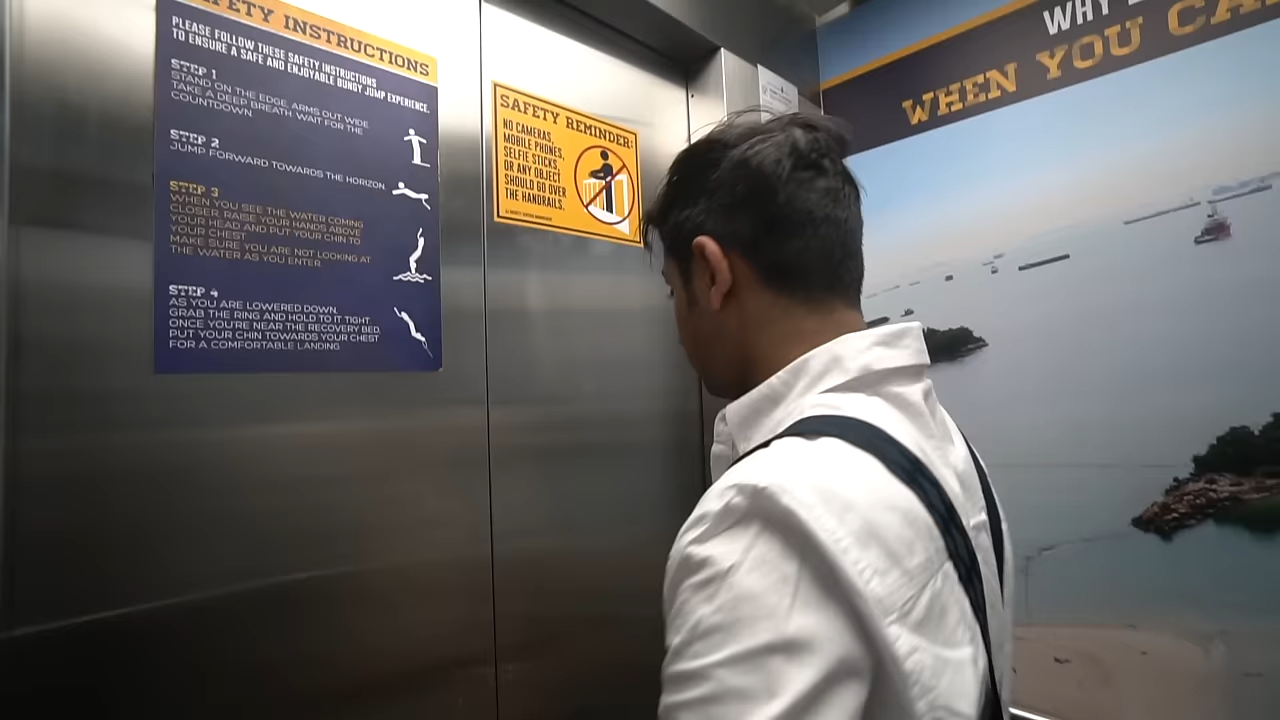 SAFETY INSTRUCTIONS
PLEASE FOLLOW THESE SAFETY INSTRUCTIONS
TO ENSURE A SAFE AND ENJOYABLE BUNGY JUMP EXPERIENCE.
STEP 1
STAND ON THE EDGE, ARMS OUT WIDE
TAKE A DEEP BREATH. WAIT FOR THE
COUNTDOWN.
STEP 2
JUMP FORWARD TOWARDS THE HORIZON.
STEP 3
WHEN YOU SEE THE WATER COMING
CLOSER, RAISE YOUR HANDS ABOVE
YOUR HEAD AND PUT YOUR CHIN TO
YOUR CHEST
MAKE SURE YOU ARE NOT LOOKING AT
THE WATER AS YOU ENTER.
STEP 4
AS YOU ARE LOWERED DOWN,
GRAB THE RING AND HOLD TO IT TIGHT.
ONCE YOU'RE NEAR THE RECOVERY BED,
PUT YOUR CHIN TOWARDS YOUR CHEST
FOR A COMFORTABLE LANDING
SAFETY REMINDER:
NO CAMERAS,
MOBILE PHONES,
SELFIE STICKS,
OR ANY OBJECT
SHOULD GO OVER
THE HANDRAILS.
WHY
WHEN YOU CA